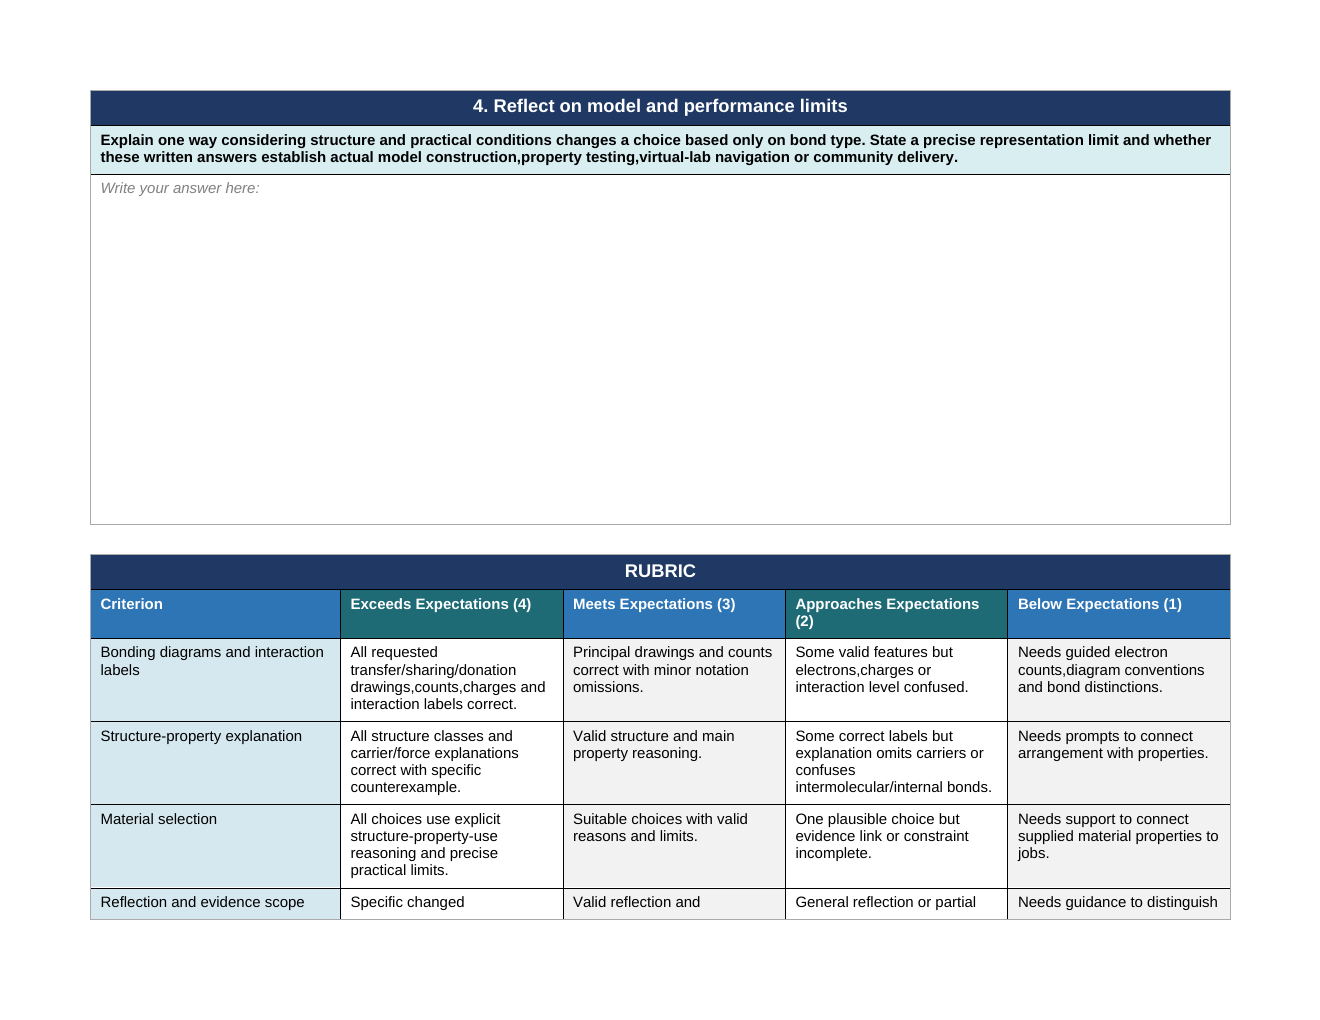 4. Reflect on model and performance limits
Explain one way considering structure and practical conditions changes a choice based only on bond type. State a precise representation limit and whether
these written answers establish actual model construction,property testing,virtual-lab navigation or community delivery.
Write your answer here:
RUBRIC
Criterion
Exceeds Expectations (4)
Meets Expectations (3)
Approaches Expectations
(2)
Below Expectations (1)
Bonding diagrams and interaction
labels
All requested
transfer/sharing/donation
drawings,counts,charges and
interaction labels correct.
Principal drawings and counts
correct with minor notation
omissions.
Some valid features but
electrons,charges or
interaction level confused.
Needs guided electron
counts,diagram conventions
and bond distinctions.
Structure-property explanation
All structure classes and
carrier/force explanations
correct with specific
counterexample.
Valid structure and main
property reasoning.
Some correct labels but
explanation omits carriers or
confuses
intermolecular/internal bonds.
Needs prompts to connect
arrangement with properties.
Material selection
All choices use explicit
structure-property-use
reasoning and precise
practical limits.
Suitable choices with valid
reasons and limits.
One plausible choice but
evidence link or constraint
incomplete.
Needs support to connect
supplied material properties to
jobs.
Reflection and evidence scope
Specific changed
Valid reflection and
General reflection or partial
Needs guidance to distinguish